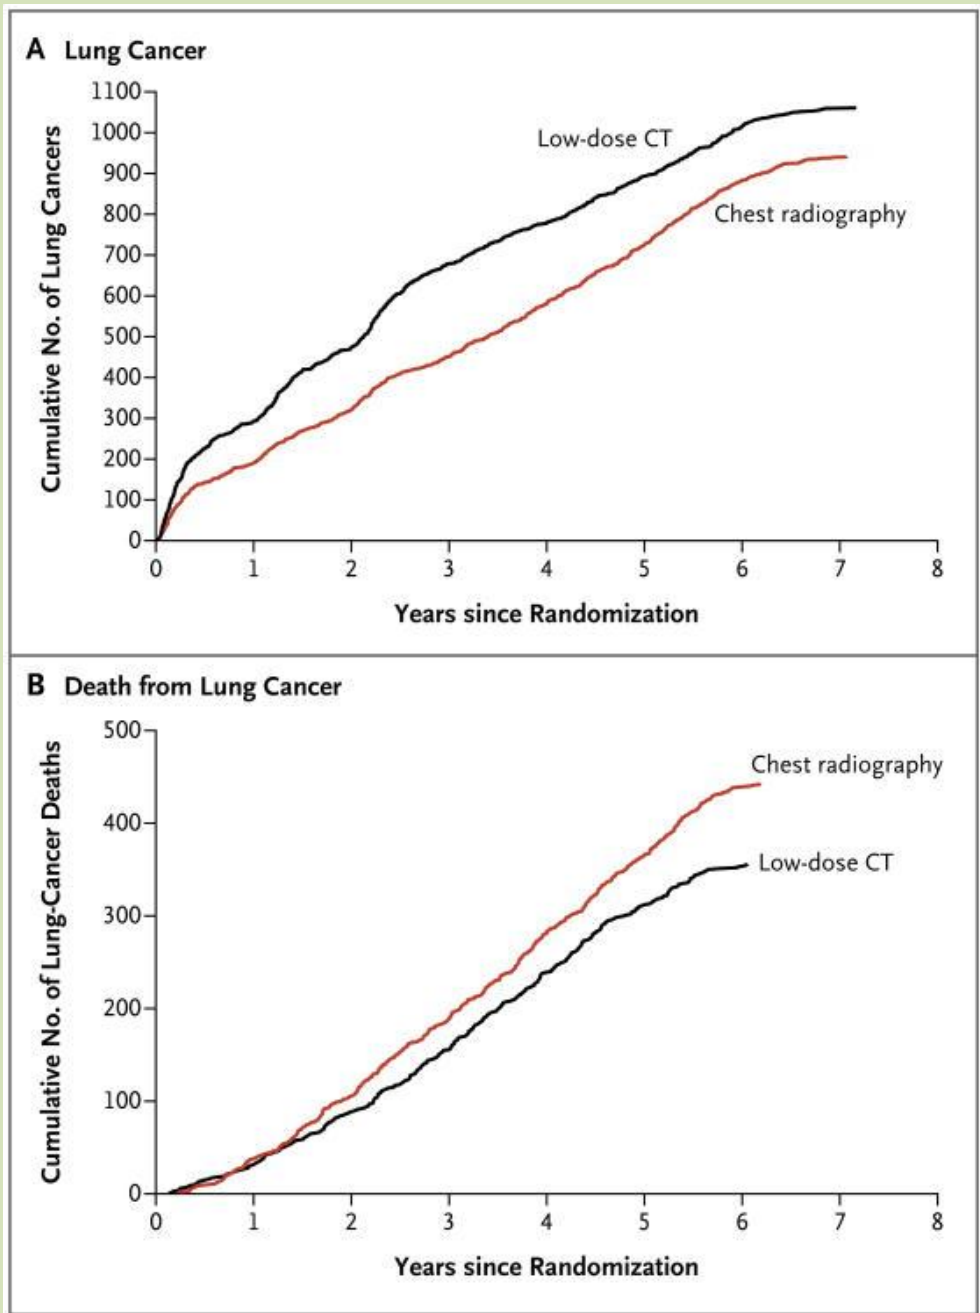 A Lung Cancer
Cumulative No. of Lung Cancers
1100
1000
900
800
700
600
500
400
300
200
100
0
Low-dose CT
Chest radiography
0 1 2 3 4 5 6 7 8
Years since Randomization
B Death from Lung Cancer
Cumulative No. of Lung-Cancer Deaths
500
400
300
200
100
0
Chest radiography
Low-dose CT
0 1 2 3 4 5 6 7 8
Years since Randomization